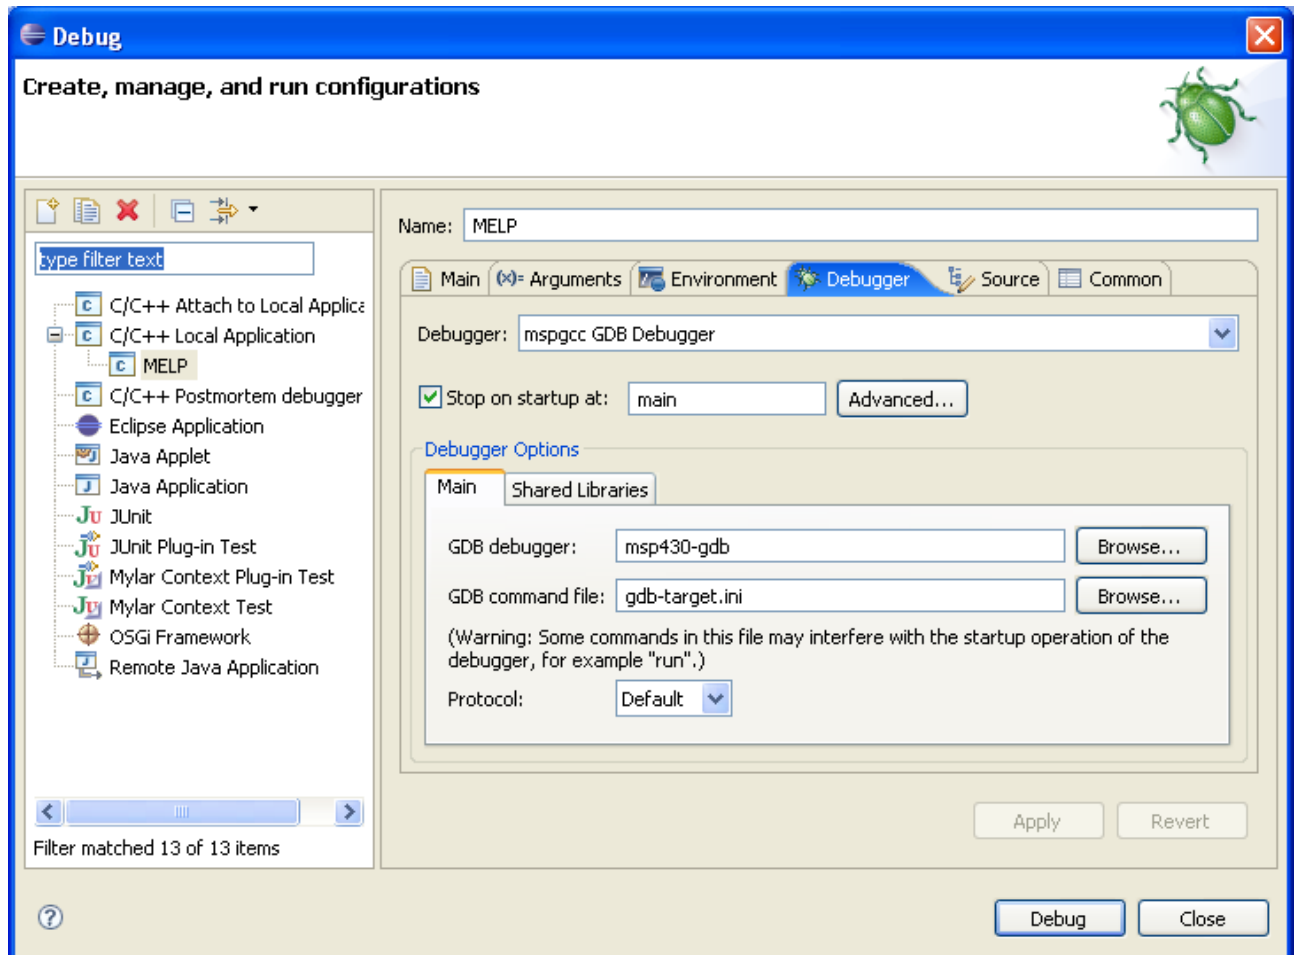 Debug
Create, manage, and run configurations
type filter text
C/C++ Attach to Local Applica
C/C++ Local Application
MELP
C/C++ Postmortem debugger
Eclipse Application
Java Applet
Java Application
JUnit
JUnit Plug-in Test
Mylar Context Plug-in Test
Mylar Context Test
OSGi Framework
Remote Java Application
Filter matched 13 of 13 items
Name: MELP
Main (x)= Arguments Environment Debugger Source Common
Debugger: mspgcc GDB Debugger
Stop on startup at: main Advanced...
Debugger Options
Main Shared Libraries
GDB debugger: msp430-gdb Browse...
GDB command file: gdb-target.ini Browse...
(Warning: Some commands in this file may interfere with the startup operation of the
debugger, for example "run".)
Protocol: Default
Apply Revert
Debug Close